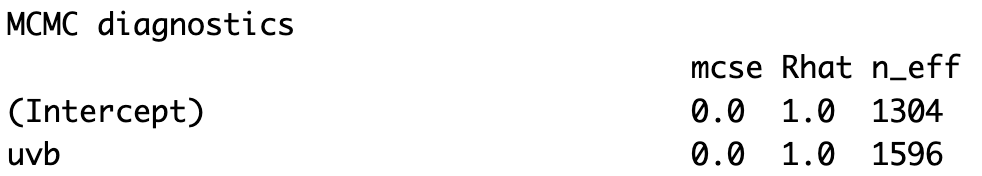 MCMC diagnostics
mcse Rhat n_eff
(Intercept) 0.0 1.0 1304
uvb 0.0 1.0 1596